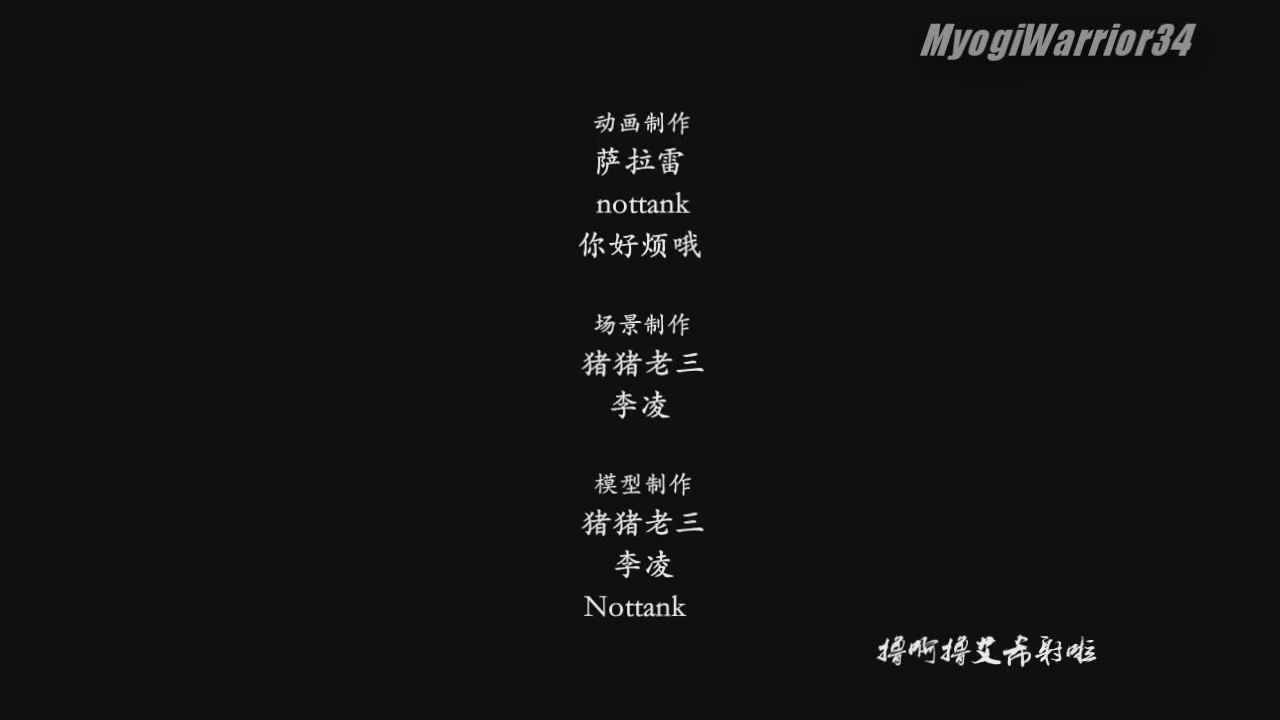 MyogiWarrior34
动画制作
萨拉雷
nottank
你好烦哦
场景制作
猪猪老三
李凌
模型制作
猪猪老三
李凌
Nottank
撸啊撸艾希射啦